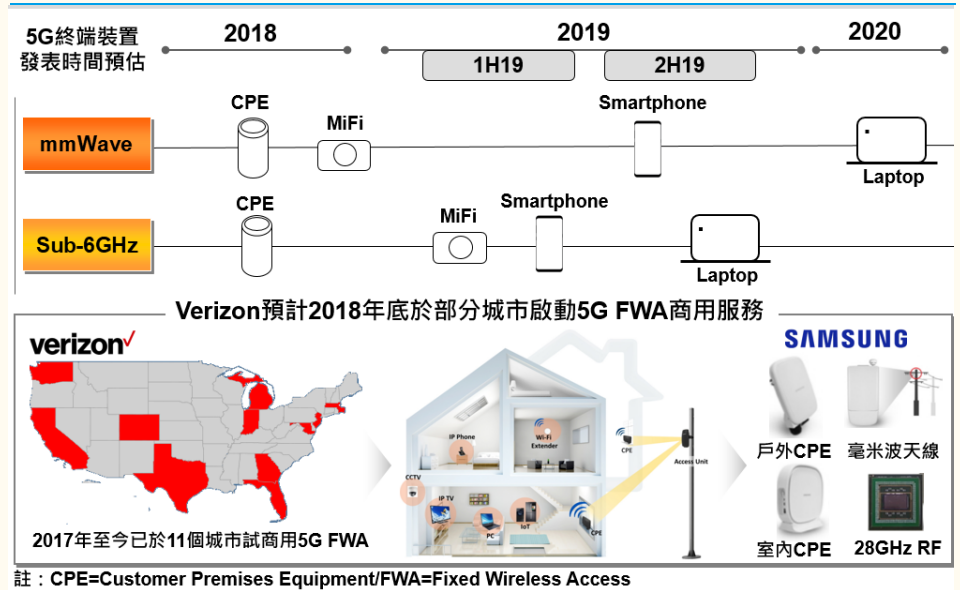 5G終端裝置
發表時間預估
2018
2019
2020
1H19
2H19
mmWave
CPE
MiFi
Smartphone
Laptop
Sub-6GHz
CPE
MiFi
Smartphone
Laptop
Verizon預計2018年底於部分城市啟動5G FWA商用服務
verizon✓
2017年至今已於11個城市試商用5G FWA
IP Phone
Wi-Fi
Extender
CPE
Access Unit
CCTV
IP TV
PC
IoT
CPE
SAMSUNG
戶外CPE
毫米波天線
室內CPE
28GHz RF
註：CPE=Customer Premises Equipment/FWA=Fixed Wireless Access